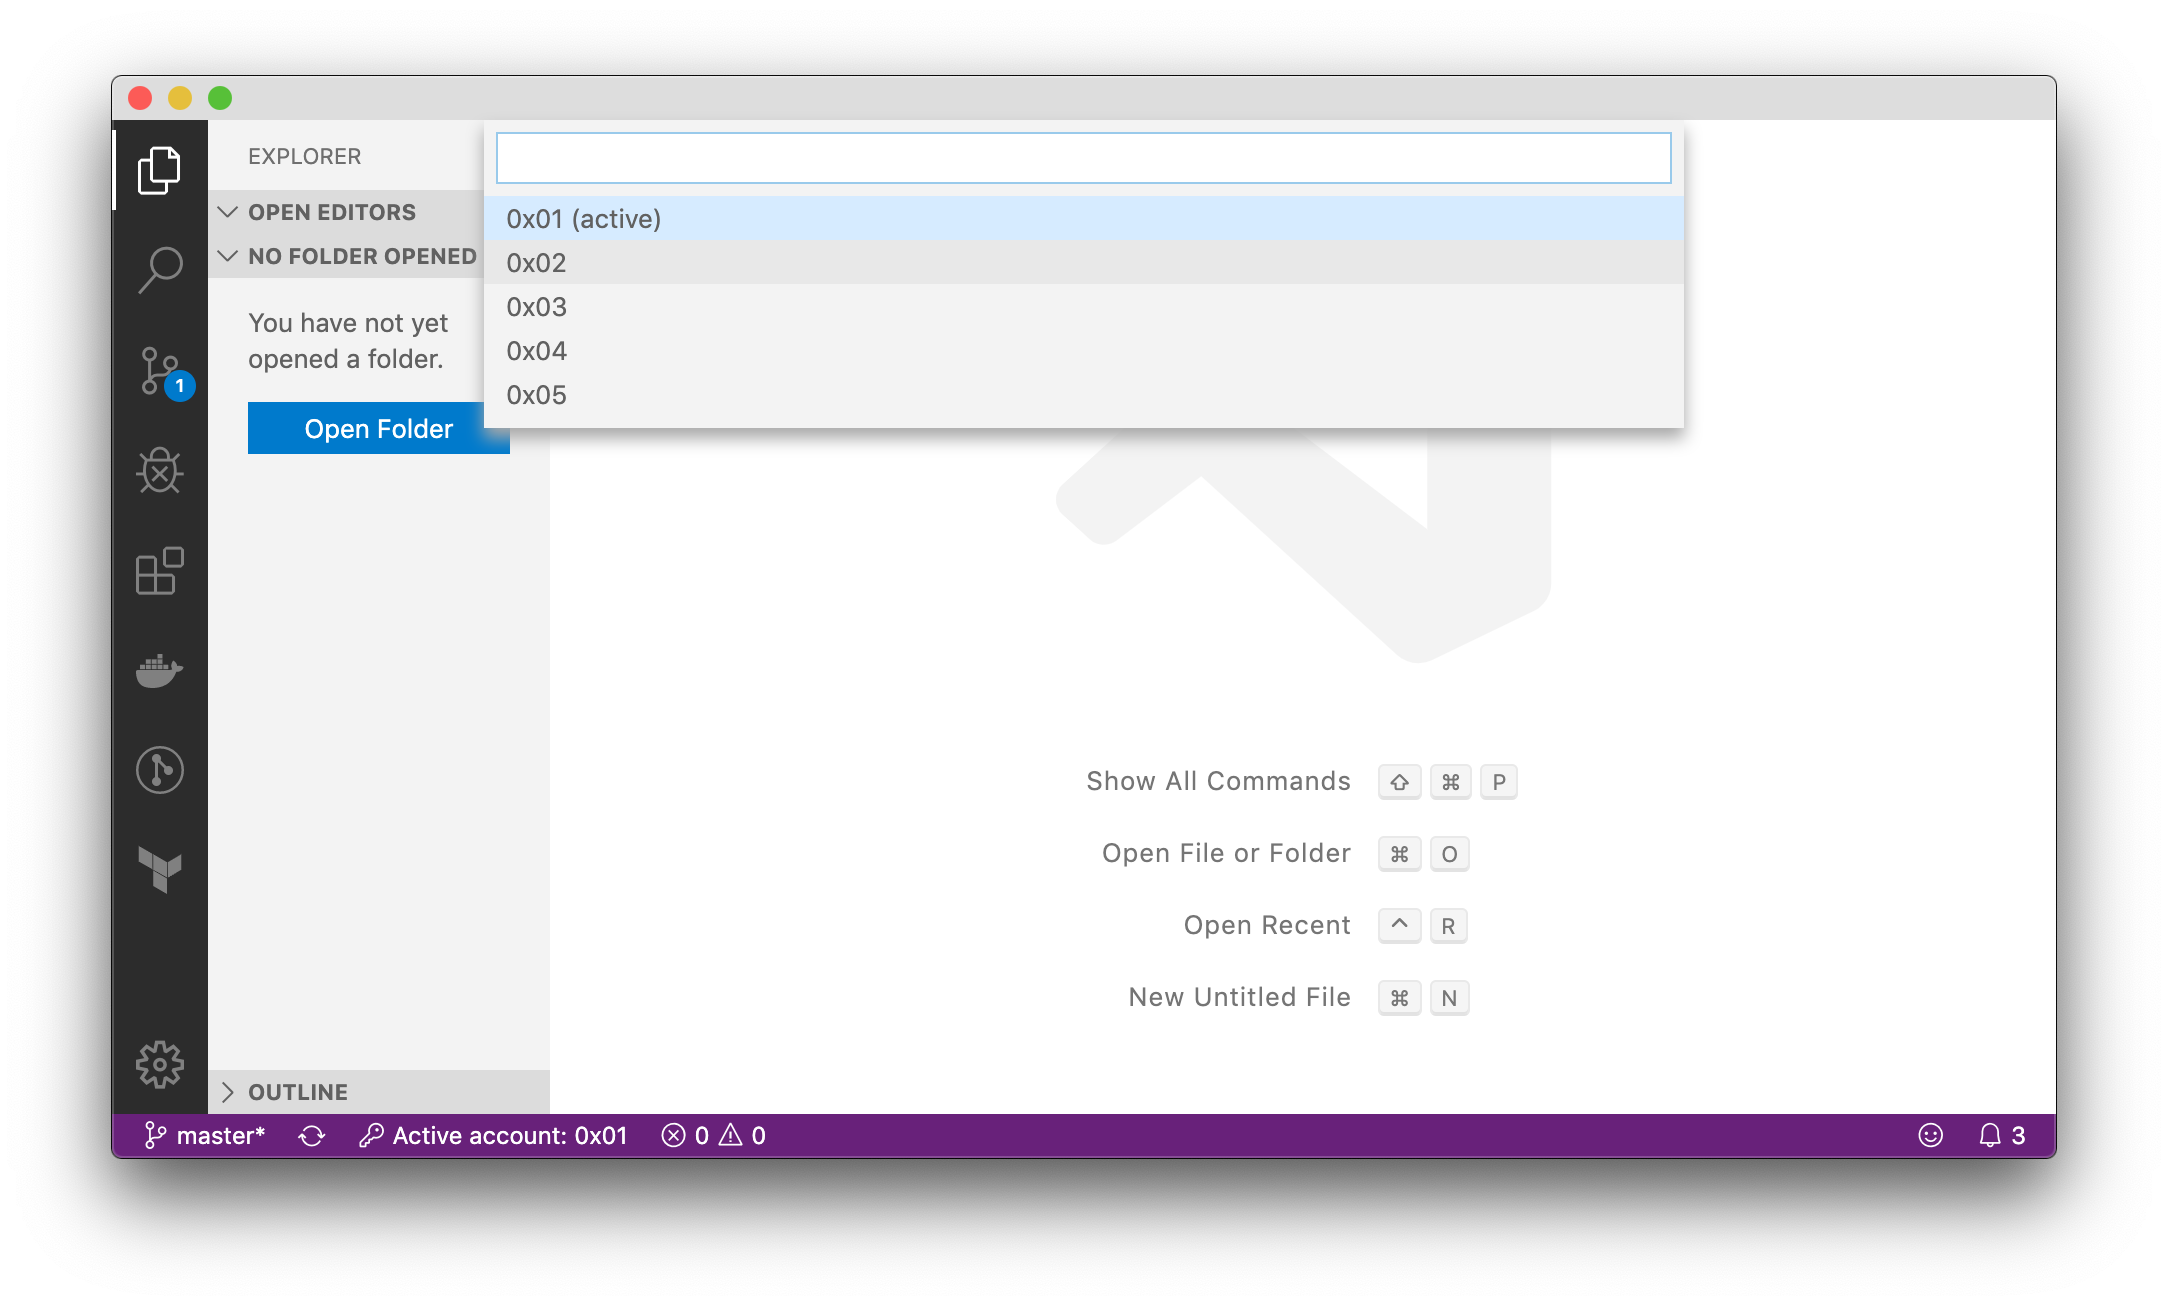 EXPLORER
OPEN EDITORS
NO FOLDER OPENED
You have not yet
opened a folder.
Open Folder
0x01 (active)
0x02
0x03
0x04
0x05
Show All Commands ⇧ ⌘ P
Open File or Folder ⌘ O
Open Recent ^ R
New Untitled File ⌘ N
1
OUTLINE
master* Active account: 0x01 0 0 3